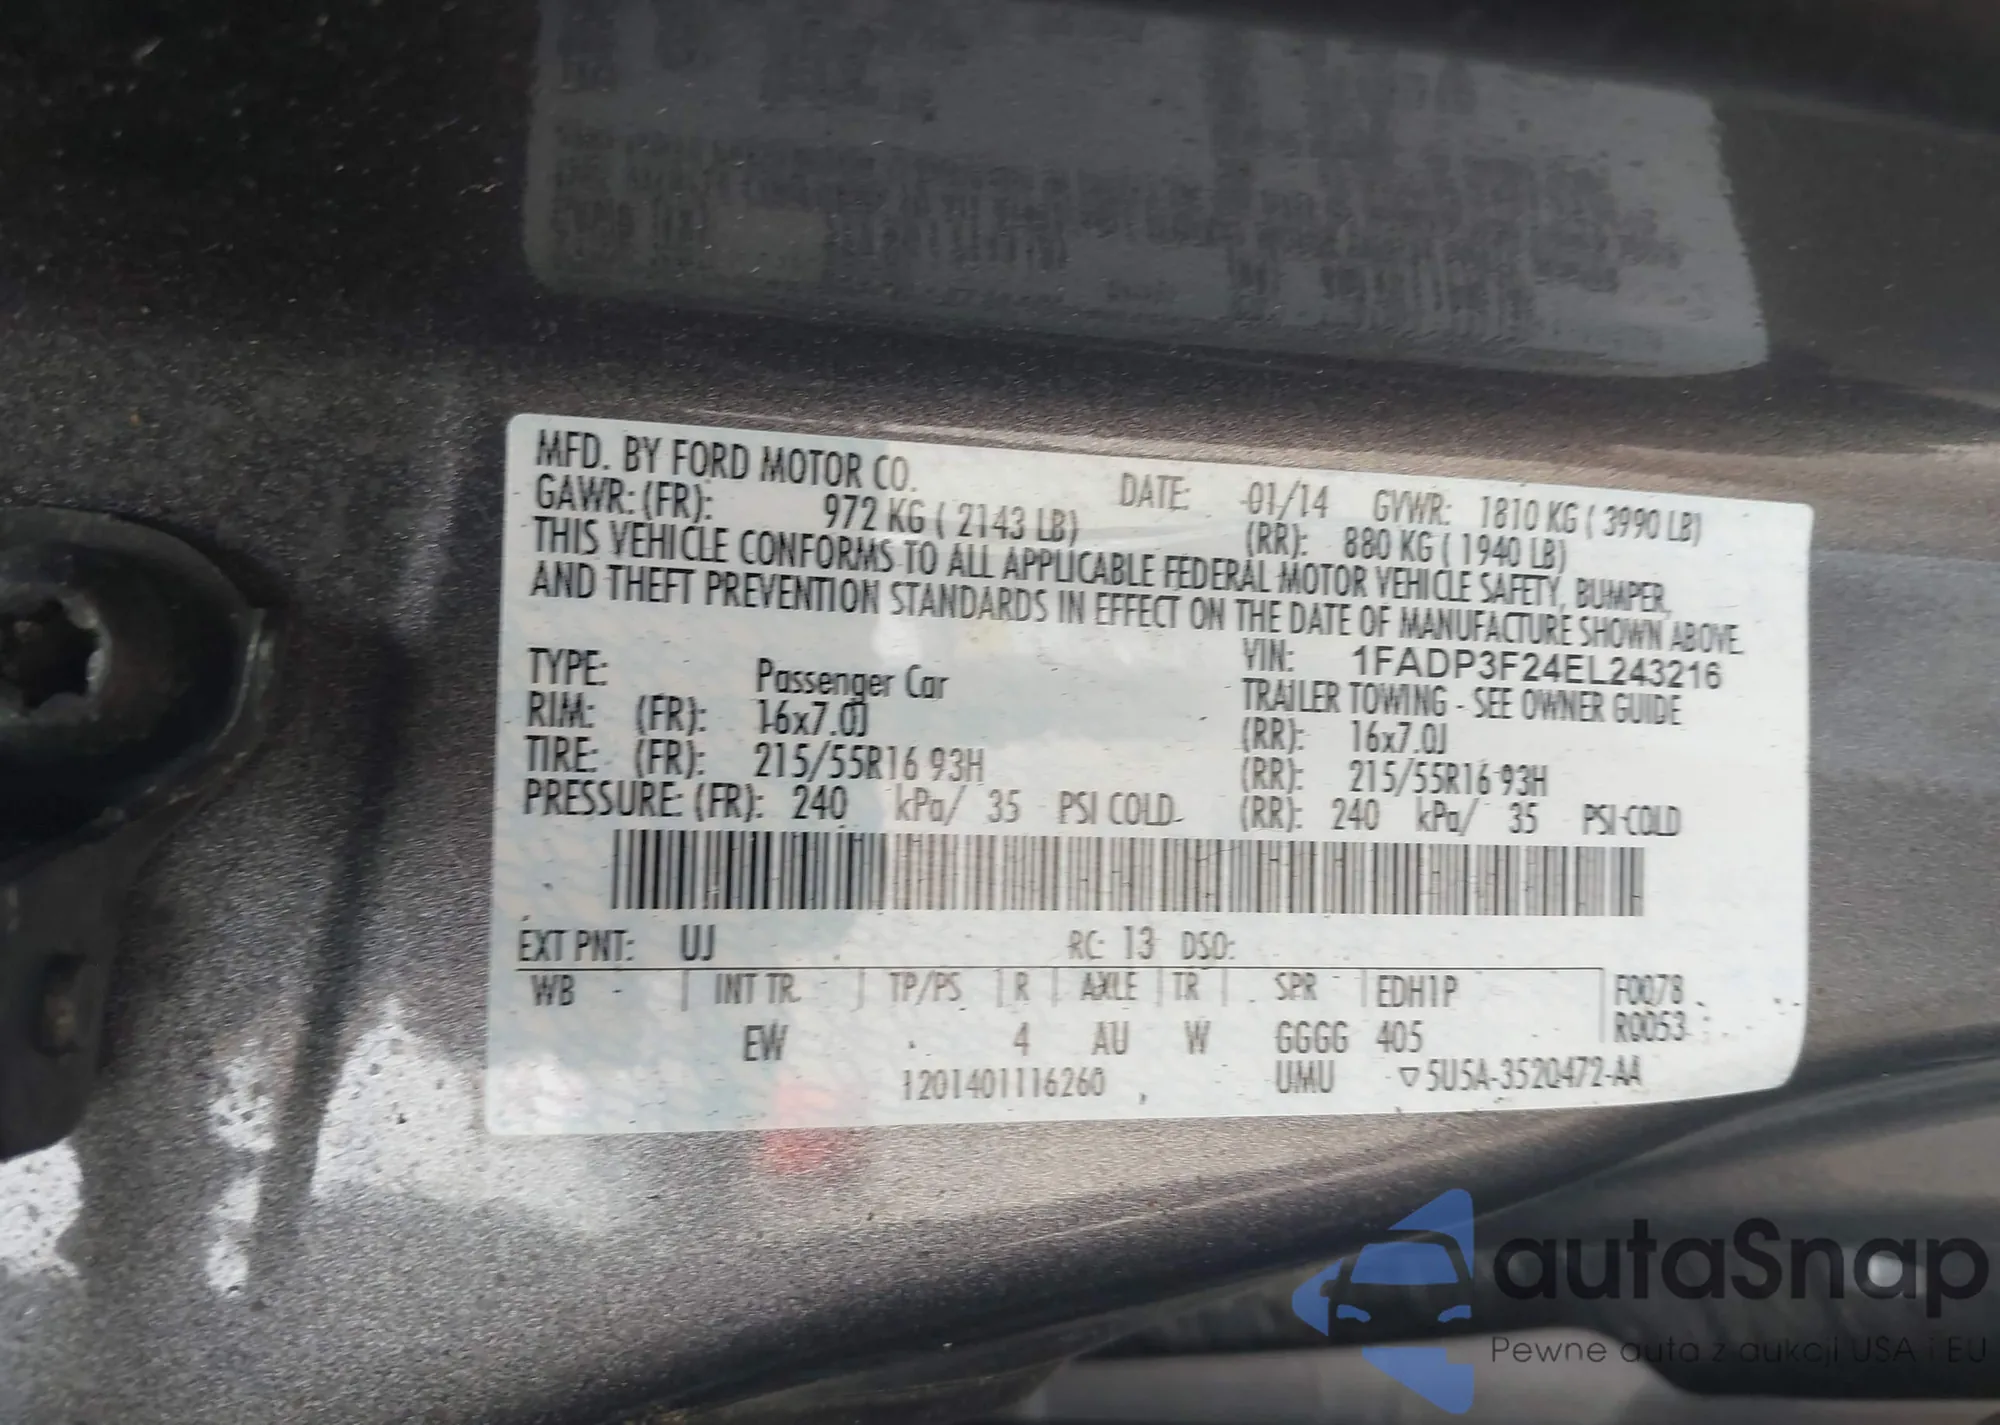 MFD. BY FORD MOTOR CO. DATE: 01/14 GVWR: 1810 KG ( 3990 LB)
GAWR: (FR): 972 KG ( 2143 LB) (RR): 880 KG ( 1940 LB)
THIS VEHICLE CONFORMS TO ALL APPLICABLE FEDERAL MOTOR VEHICLE SAFETY, BUMPER,
AND THEFT PREVENTION STANDARDS IN EFFECT ON THE DATE OF MANUFACTURE SHOWN ABOVE.
VIN: 1FADP3F24EL243216
TYPE: Passenger Car TRAILER TOWING - SEE OWNER GUIDE
RIM: (FR): 16x7.0J (RR): 16x7.0J
TIRE: (FR): 215/55R16 93H (RR): 215/55R16 93H
PRESSURE: (FR): 240 kPa/ 35 PSI COLD (RR): 240 kPa/ 35 PSI COLD
EXT PNT: UJ RC: 13 DSO:
WB INT TR TP/PS R AXLE TR SPR EDH1P F0078
EW 4 AU W GGGG 405 R0053
1201401116260 UMU ▽5U5A-3520472-AA
autaSnap
Pewne auta z aukcji USA i EU